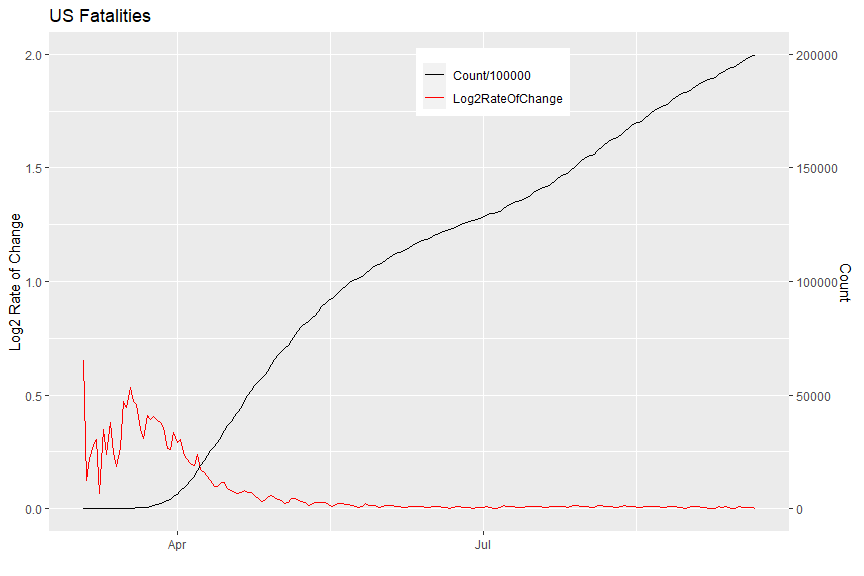 US Fatalities
Count/100000
Log2RateOfChange
2.0
1.5
1.0
0.5
0.0
Log2 Rate of Change
200000
150000
100000
50000
0
Count
Apr
Jul